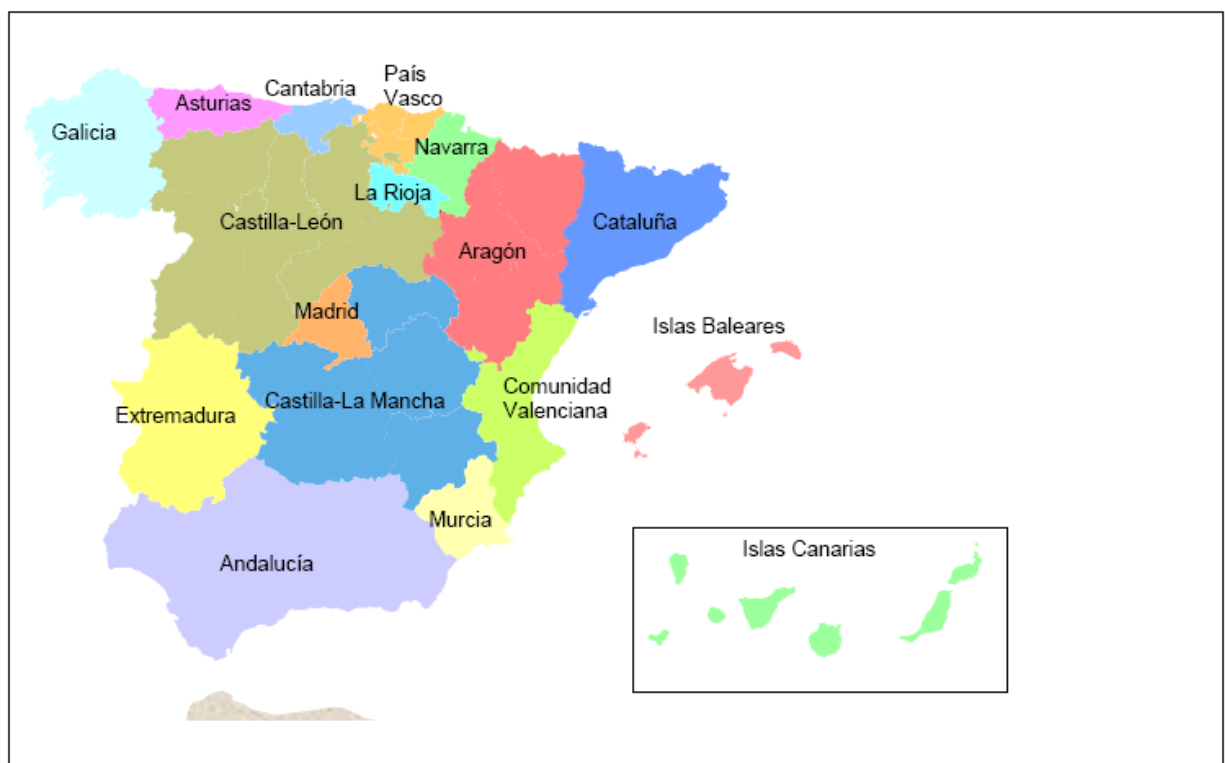 País
Vasco
Cantabria
Asturias
Galicia
Navarra
La Rioja
Castilla-León
Aragón
Cataluña
Madrid
Islas Baleares
Comunidad
Valenciana
Castilla-La Mancha
Extremadura
Murcia
Andalucía
Islas Canarias